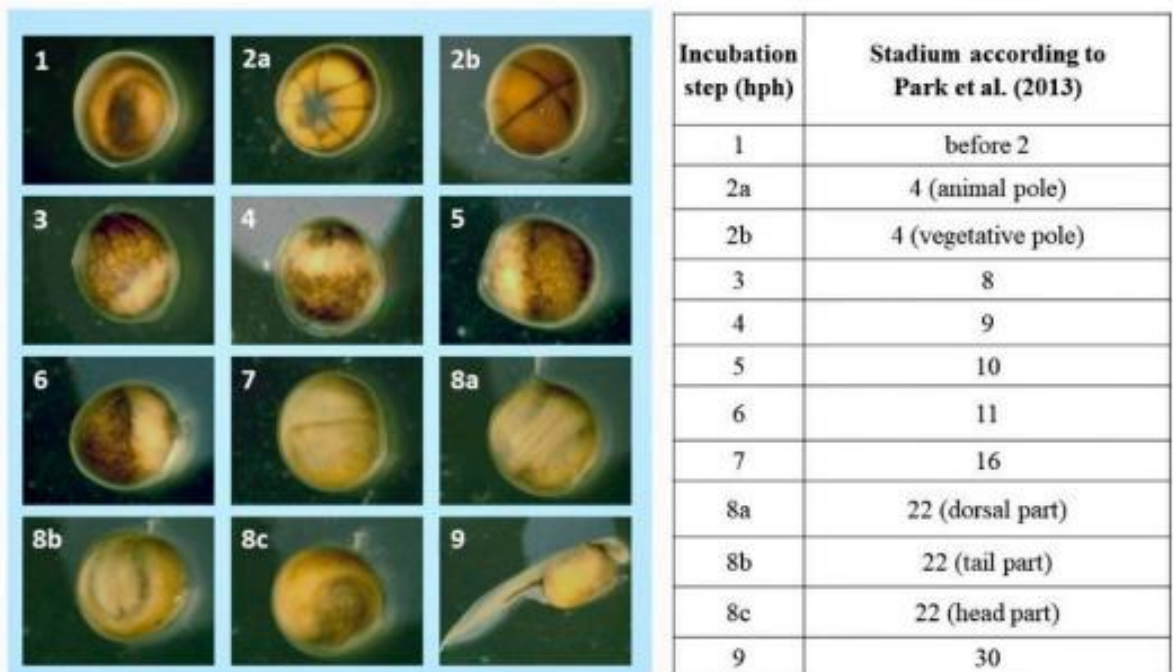 1
2a
2b
3
4
5
6
7
8a
8b
8c
9
Incubation step (hph) Stadium according to Park et al. (2013)
1 before 2
2a 4 (animal pole)
2b 4 (vegetative pole)
3 8
4 9
5 10
6 11
7 16
8a 22 (dorsal part)
8b 22 (tail part)
8c 22 (head part)
9 30